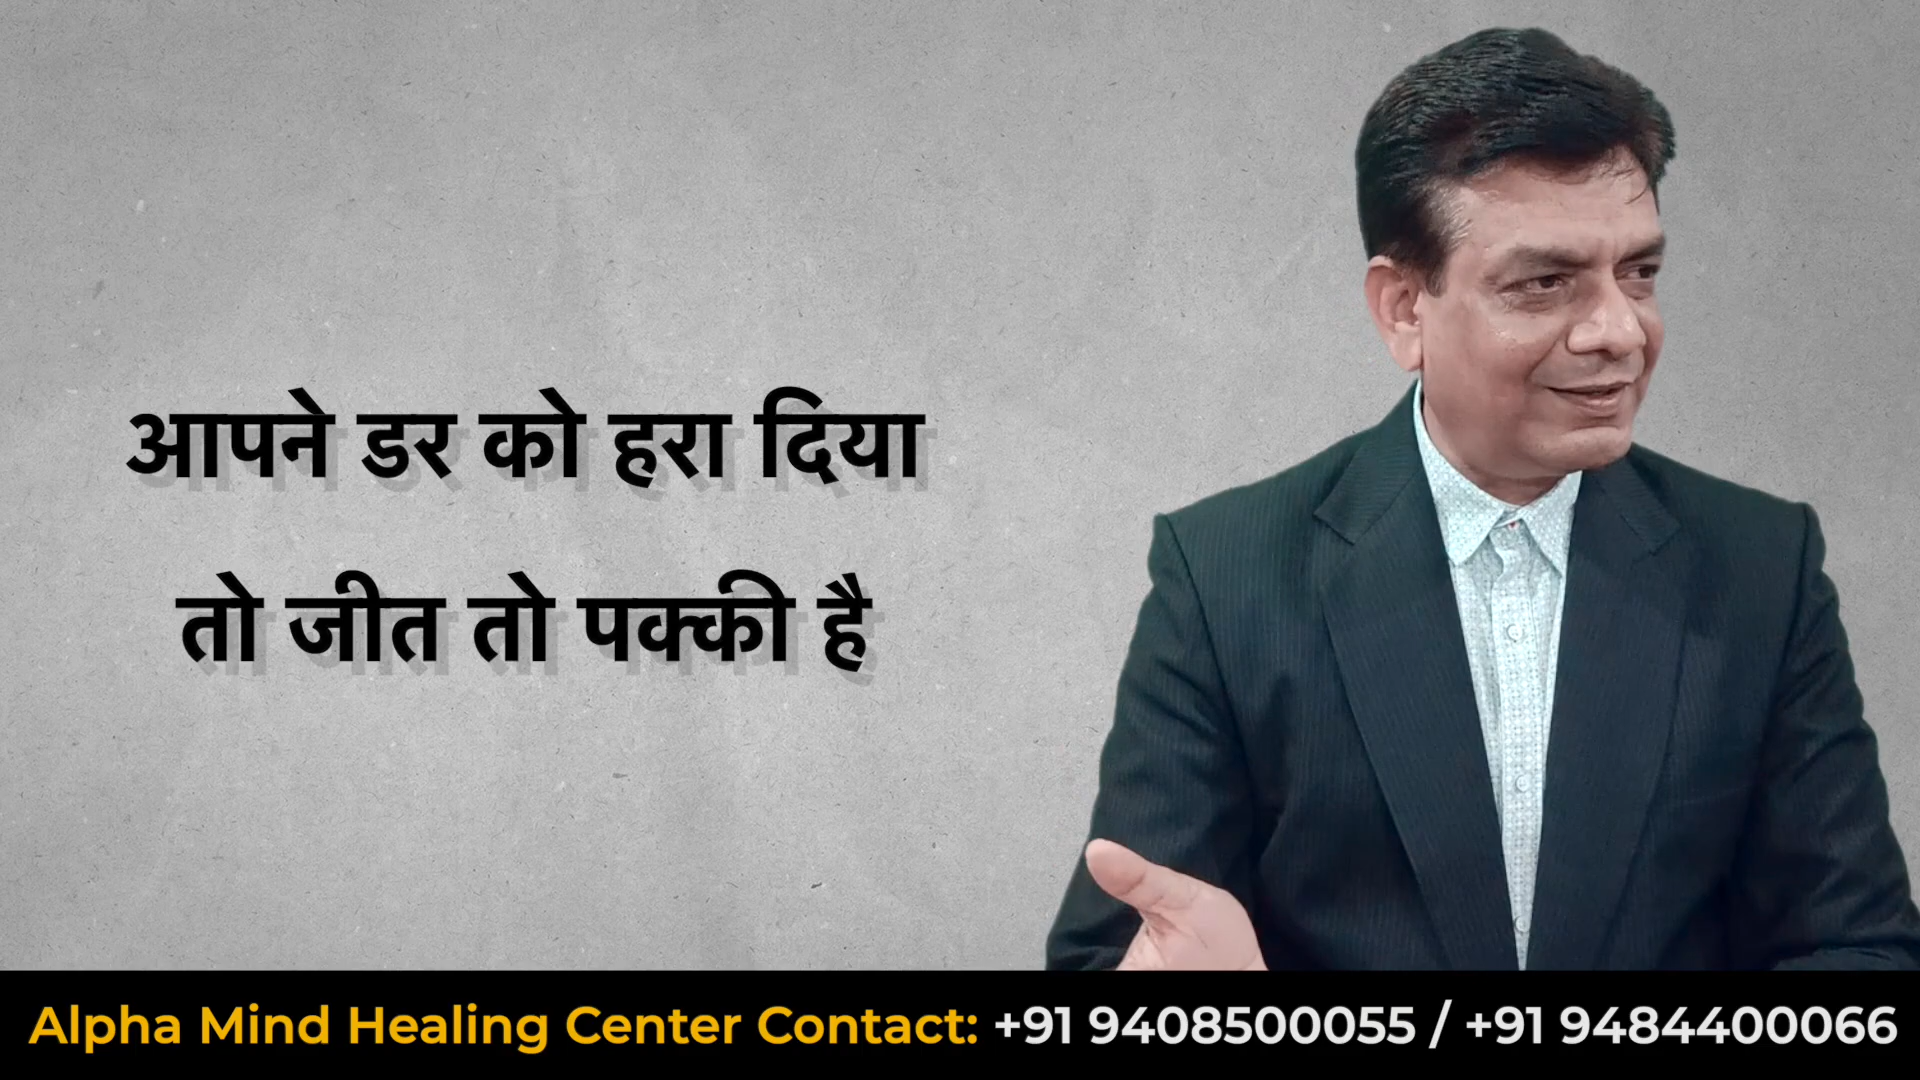 आपने डर को हरा दिया
तो जीत तो पक्की है
Alpha Mind Healing Center Contact: +91 9408500055 / +91 9484400066